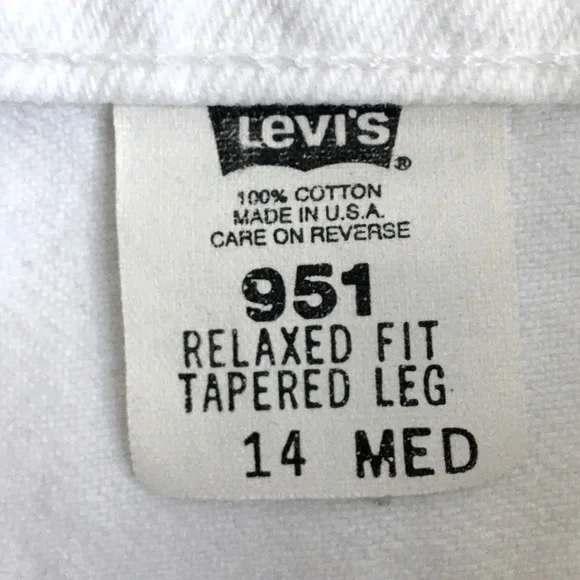 Levi's ®
100% COTTON
MADE IN U.S.A.
CARE ON REVERSE
951
RELAXED FIT
TAPERED LEG
14 MED